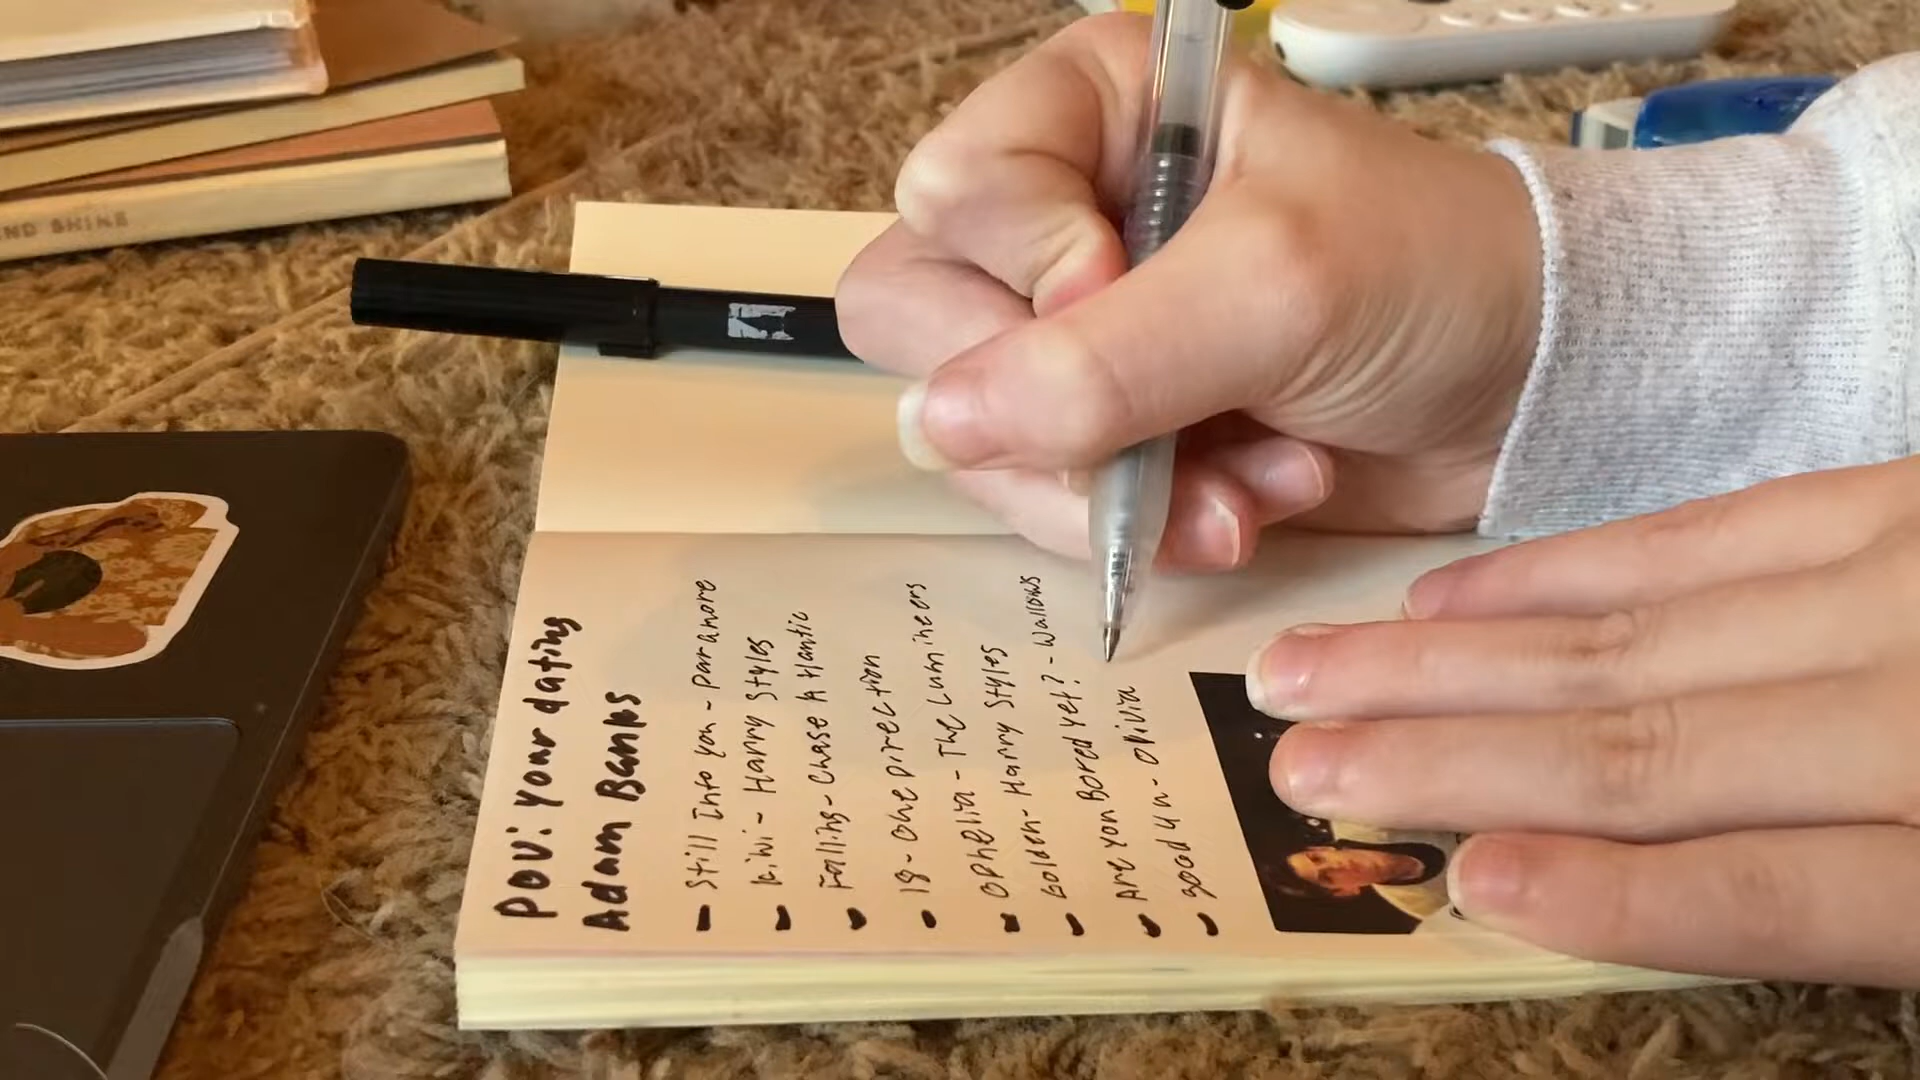 POV: Your dating
Adam Banks
- Still Into you - Paramore
- kiwi - Harry Styles
- Falling - Chase Atlantic
- 18 - One Direction
- Ophelia - The Lumineers
- Golden - Harry Styles
- Are you Bored Yet? - Wallows
- good 4 u - Olivia
ND SHINE